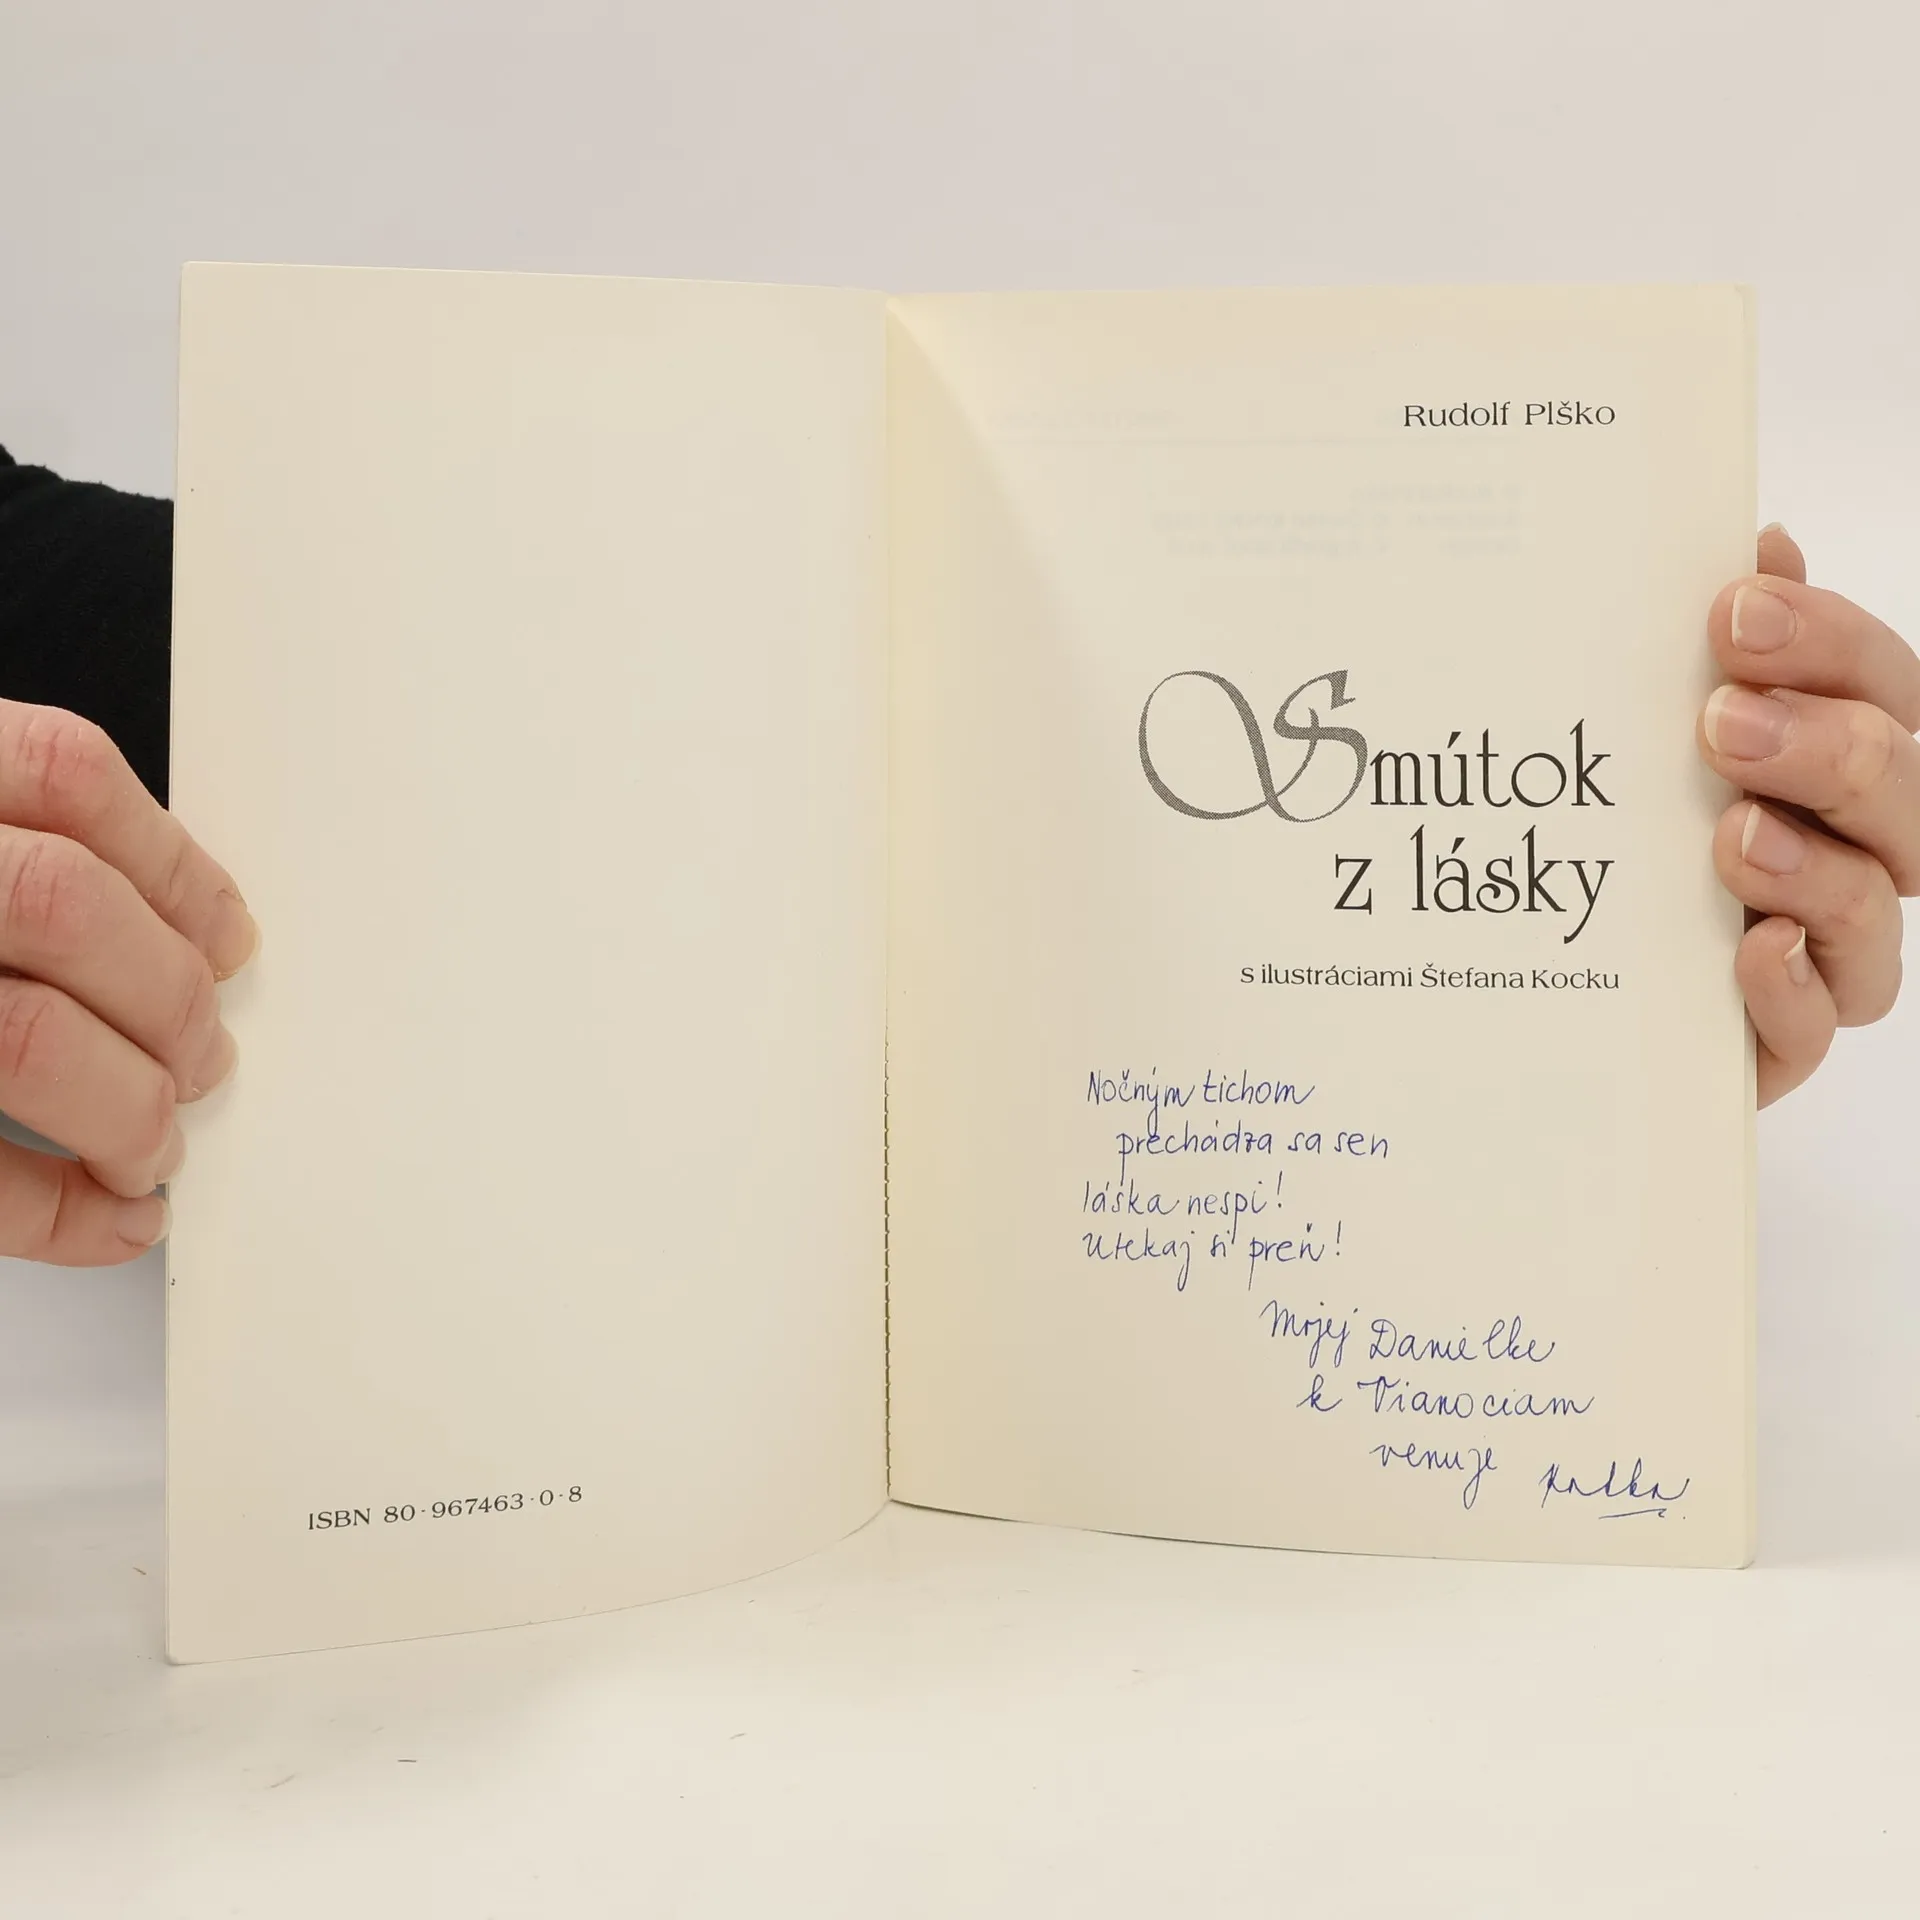 ISBN 80-967463-0-8
Rudolf Plško
Smútok
z lásky
s ilustráciami Štefana Kocku
Nočným tichom
prechádza sa sen
láska nespí!
Utekaj si preň!
Mojej Danielke
k Vianociam
venuje Katka